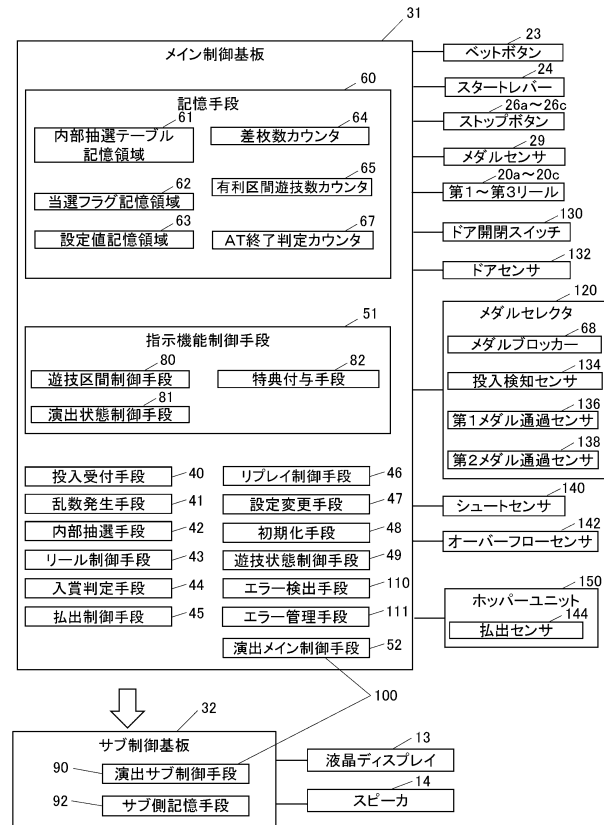 31
メイン制御基板
60
記憶手段
61
内部抽選テーブル
記憶領域
64
差枚数カウンタ
65
有利区間遊技数カウンタ
62
当選フラグ記憶領域
63
設定値記憶領域
67
AT終了判定カウンタ
51
指示機能制御手段
80
遊技区間制御手段
82
特典付与手段
81
演出状態制御手段
投入受付手段 40
乱数発生手段 41
内部抽選手段 42
リール制御手段 43
入賞判定手段 44
払出制御手段 45
リプレイ制御手段 46
設定変更手段 47
初期化手段 48
遊技状態制御手段 49
エラー検出手段 110
エラー管理手段 111
演出メイン制御手段 52
23
ベットボタン
24
スタートレバー
26a～26c
ストップボタン
29
メダルセンサ
20a～20c
第1～第3リール
130
ドア開閉スイッチ
132
ドアセンサ
120
メダルセレクタ
68
メダルブロッカー
134
投入検知センサ
136
第1メダル通過センサ
138
第2メダル通過センサ
140
シュートセンサ
142
オーバーフローセンサ
150
ホッパーユニット
144
払出センサ
100
32
サブ制御基板
90 演出サブ制御手段
92 サブ側記憶手段
13
液晶ディスプレイ
14
スピーカ